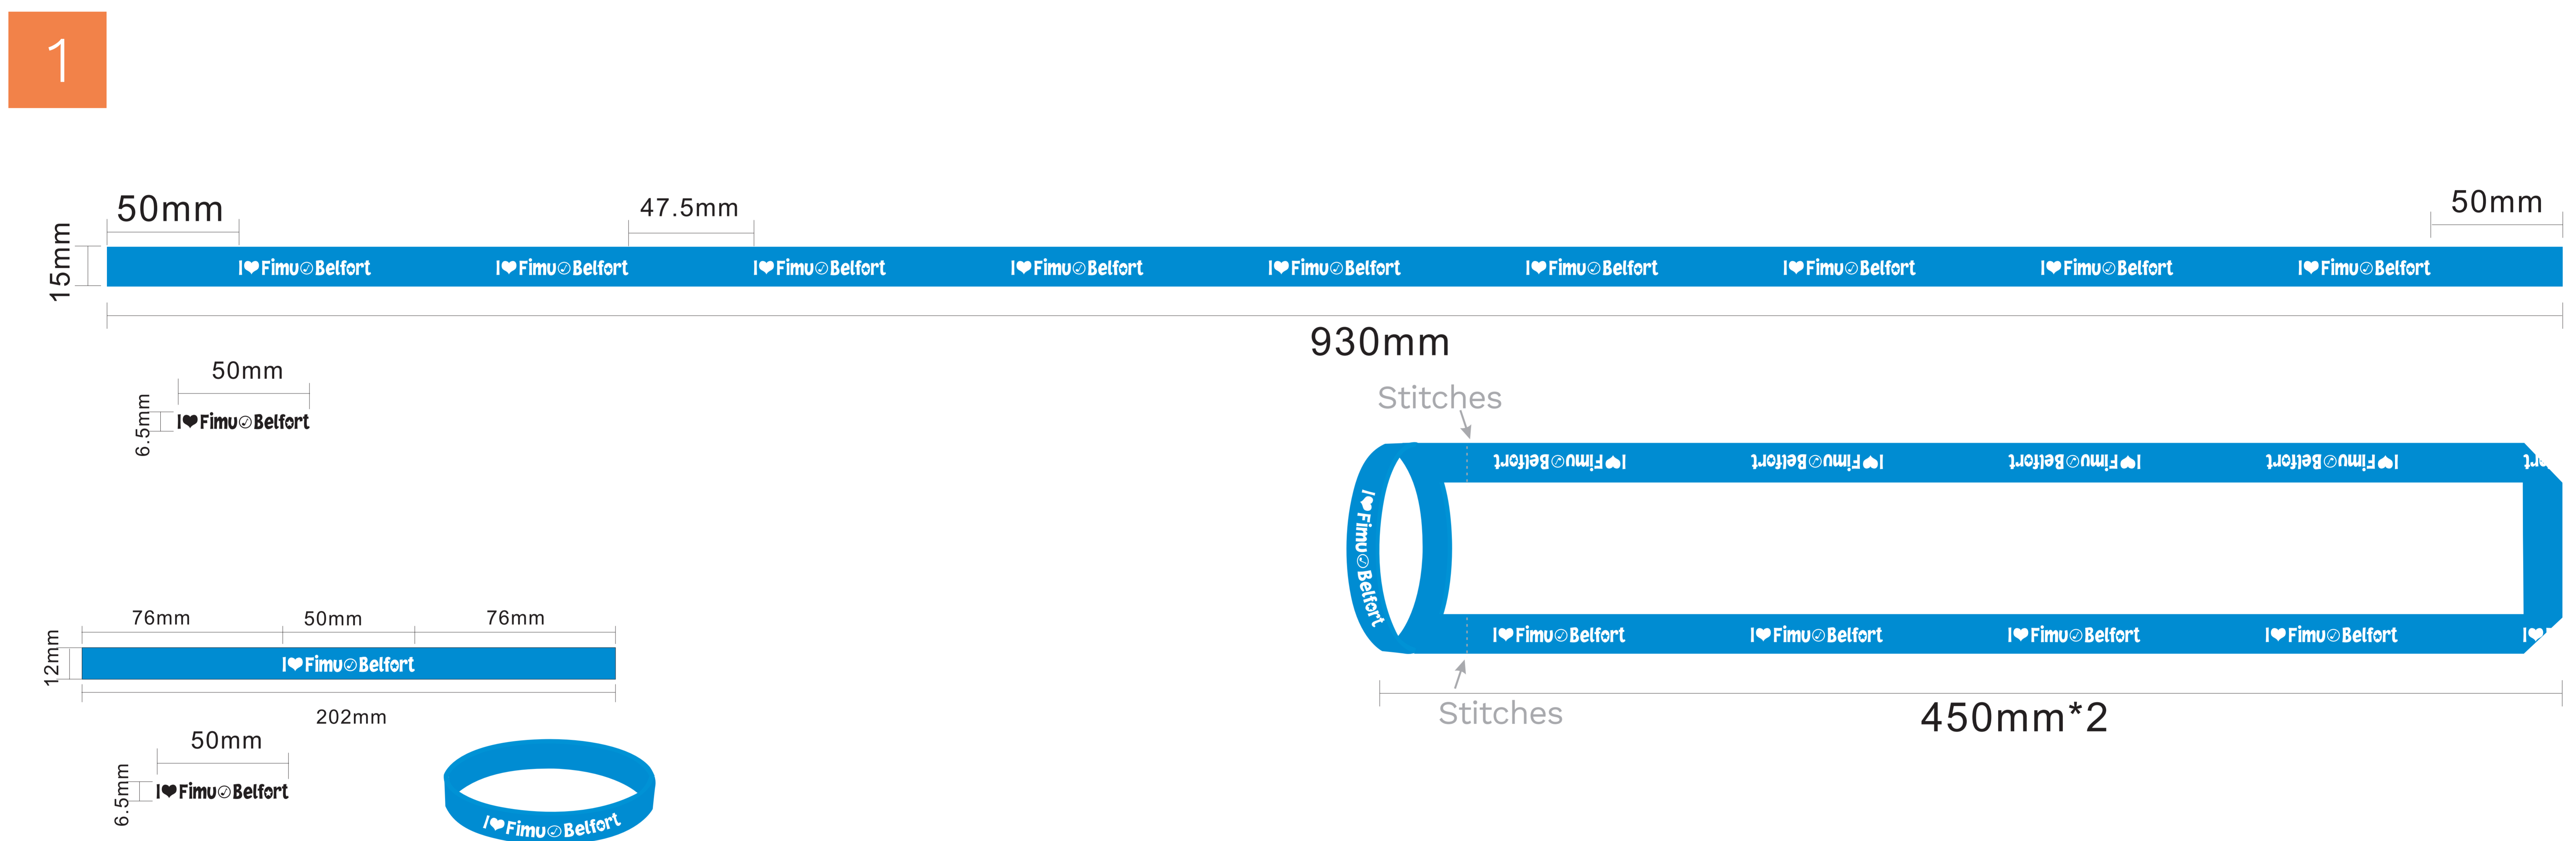 1
50mm
47.5mm
50mm
15mm
I❤Fimu♪Belfort I❤Fimu♪Belfort I❤Fimu♪Belfort I❤Fimu♪Belfort I❤Fimu♪Belfort I❤Fimu♪Belfort I❤Fimu♪Belfort I❤Fimu♪Belfort I❤Fimu♪Belfort
930mm
50mm
6.5mm
I❤Fimu♪Belfort
Stitches
I❤Fimu♪Belfort I❤Fimu♪Belfort I❤Fimu♪Belfort I❤Fimu♪Belfort
I❤Fimu♪Belfort
I❤Fimu♪Belfort I❤Fimu♪Belfort I❤Fimu♪Belfort I❤Fimu♪Belfort I❤
Stitches
450mm*2
76mm
50mm
76mm
12mm
I❤Fimu♪Belfort
202mm
50mm
6.5mm
I❤Fimu♪Belfort
I❤Fimu♪Belfort